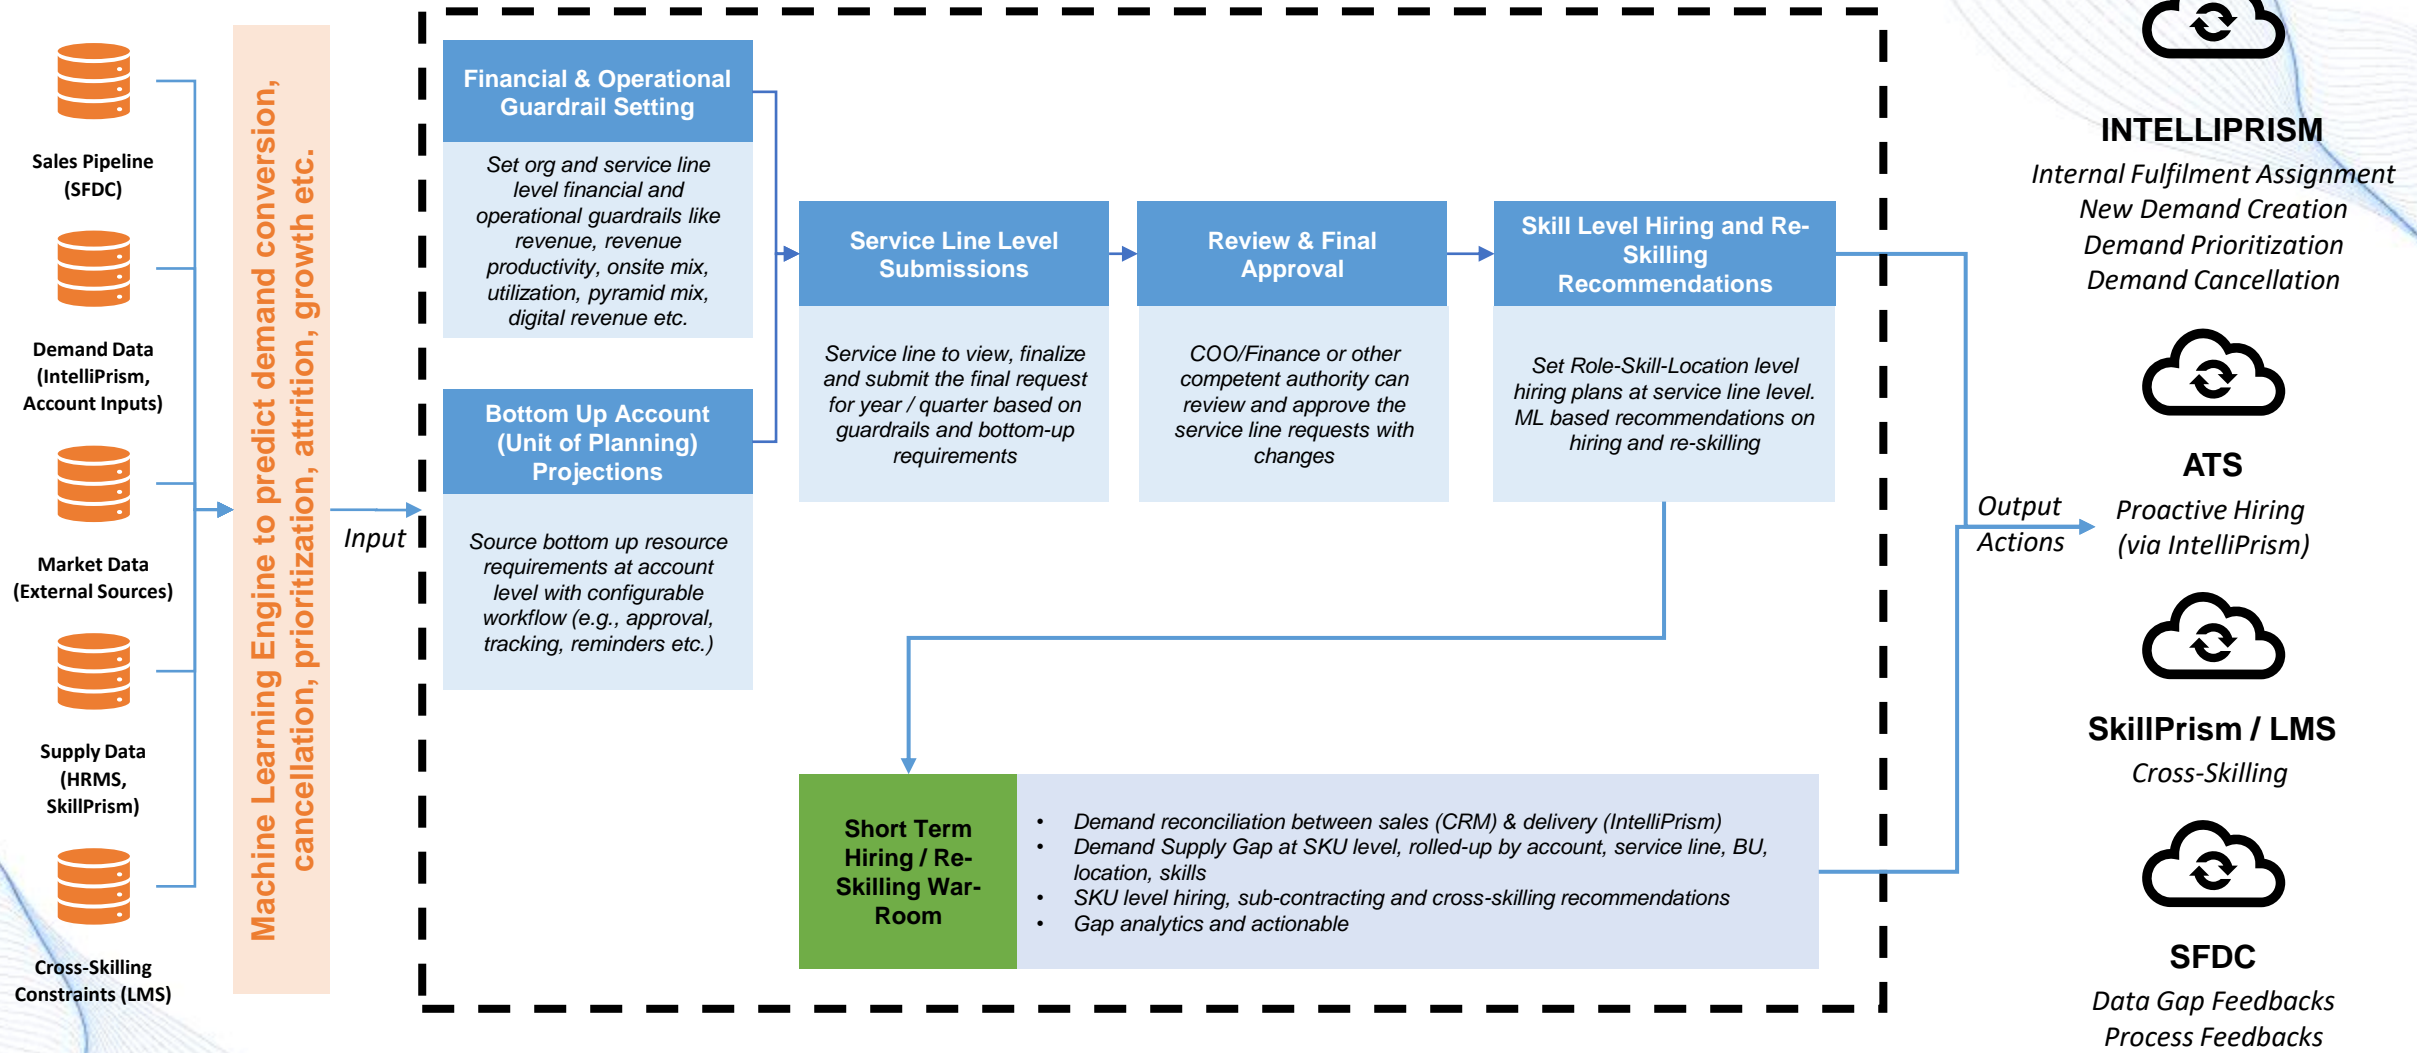 Sales Pipeline
(SFDC)
Demand Data
(IntelliPrism,
Account Inputs)
Market Data
(External Sources)
Supply Data
(HRMS,
SkillPrism)
Cross-Skilling
Constraints (LMS)
Machine Learning Engine to predict demand conversion,
cancellation, prioritization, attrition, growth etc.
Input
Financial & Operational
Guardrail Setting
Set org and service line
level financial and
operational guardrails like
revenue, revenue
productivity, onsite mix,
utilization, pyramid mix,
digital revenue etc.
Bottom Up Account
(Unit of Planning)
Projections
Source bottom up resource
requirements at account
level with configurable
workflow (e.g., approval,
tracking, reminders etc.)
Service Line Level
Submissions
Service line to view, finalize
and submit the final request
for year / quarter based on
guardrails and bottom-up
requirements
Review & Final
Approval
COO/Finance or other
competent authority can
review and approve the
service line requests with
changes
Skill Level Hiring and Re-
Skilling
Recommendations
Set Role-Skill-Location level
hiring plans at service line level.
ML based recommendations on
hiring and re-skilling
Short Term
Hiring / Re-
Skilling War-
Room
• Demand reconciliation between sales (CRM) & delivery (IntelliPrism)
• Demand Supply Gap at SKU level, rolled-up by account, service line, BU,
location, skills
• SKU level hiring, sub-contracting and cross-skilling recommendations
• Gap analytics and actionable
Output
Actions
INTELLIPRISM
Internal Fulfilment Assignment
New Demand Creation
Demand Prioritization
Demand Cancellation
ATS
Proactive Hiring
(via IntelliPrism)
SkillPrism / LMS
Cross-Skilling
SFDC
Data Gap Feedbacks
Process Feedbacks